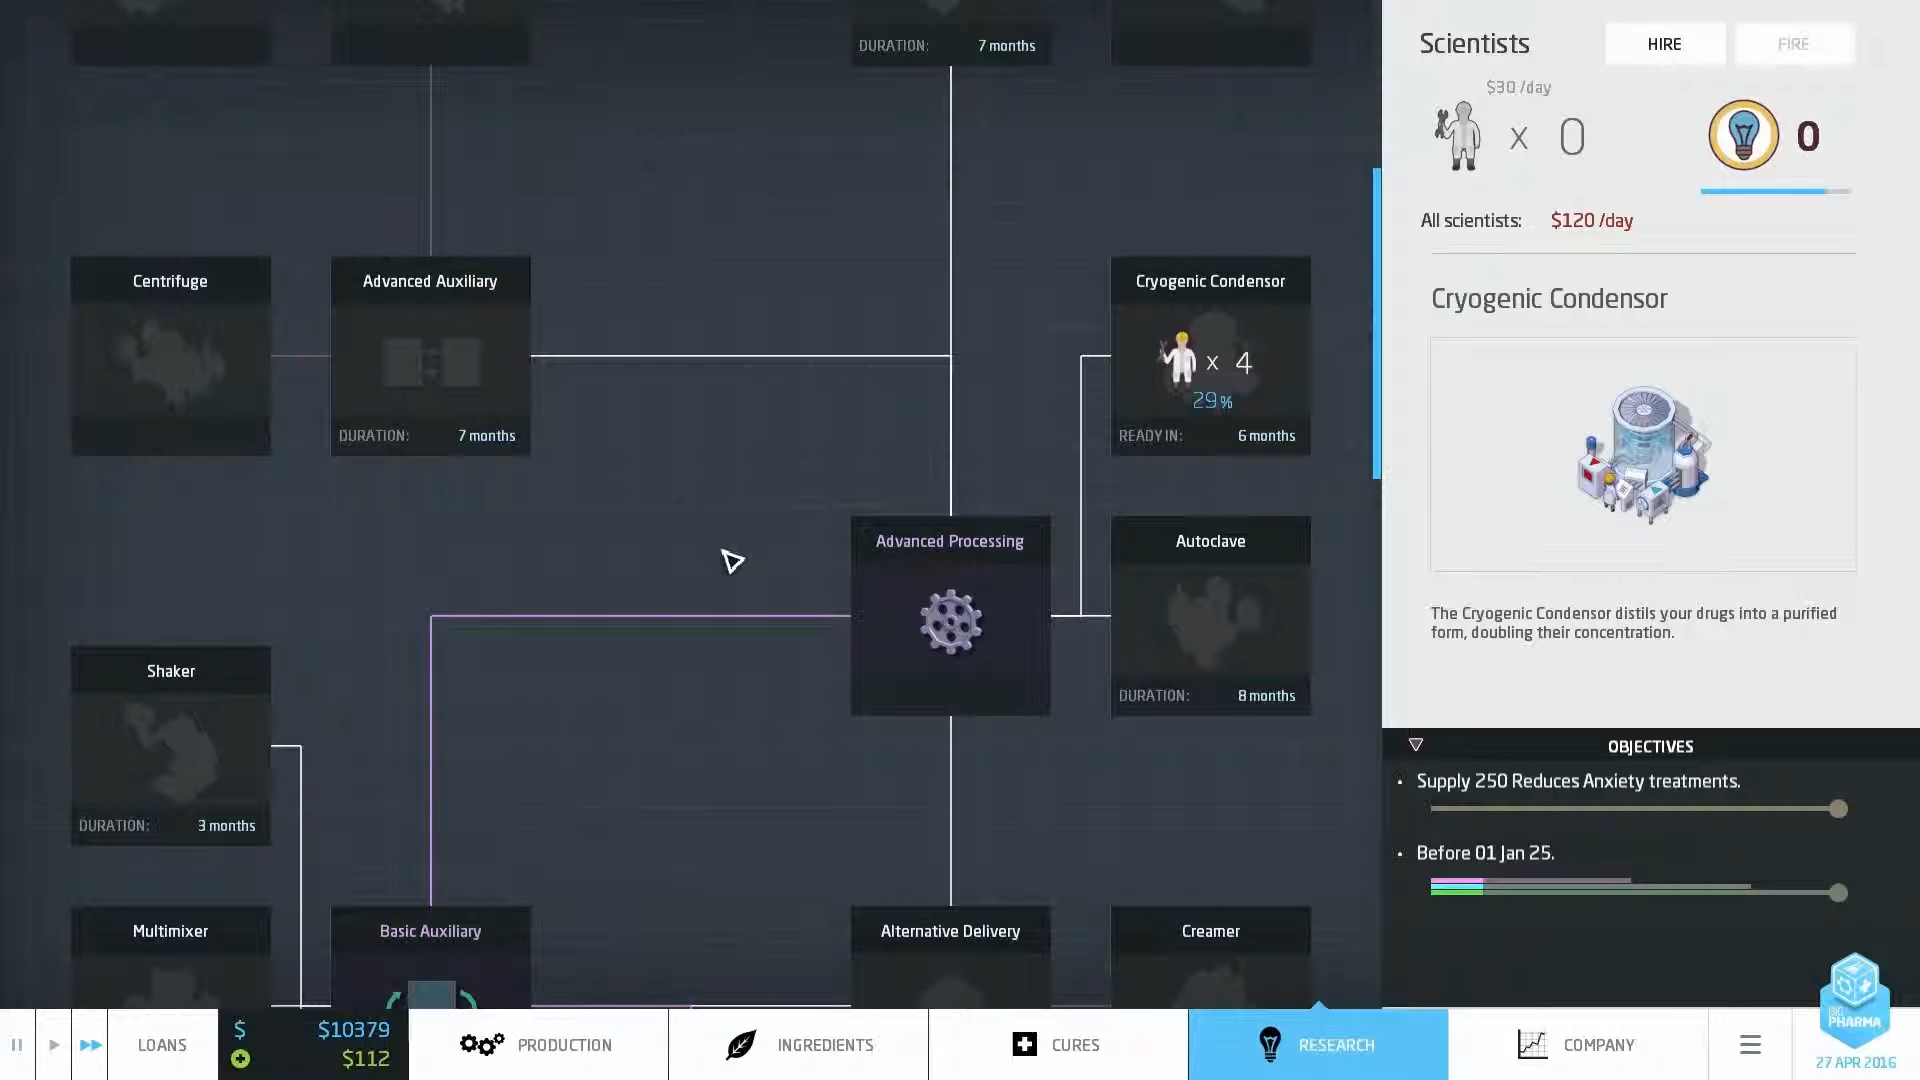 DURATION: 7 months
Centrifuge
Advanced Auxiliary
DURATION: 7 months
Cryogenic Condensor
x 4
29%
READY IN: 6 months
Advanced Processing
Autoclave
DURATION: 8 months
Shaker
DURATION: 3 months
Multimixer
Basic Auxiliary
Alternative Delivery
Creamer
Scientists
HIRE
FIRE
$30 /day
x 0
0
All scientists: $120 /day
Cryogenic Condensor
The Cryogenic Condensor distils your drugs into a purified
form, doubling their concentration.
OBJECTIVES
• Supply 250 Reduces Anxiety treatments.
• Before 01 Jan 25.
LOANS
$ $10379
$112
PRODUCTION
INGREDIENTS
CURES
RESEARCH
COMPANY
BIG
PHARMA
27 APR 2016